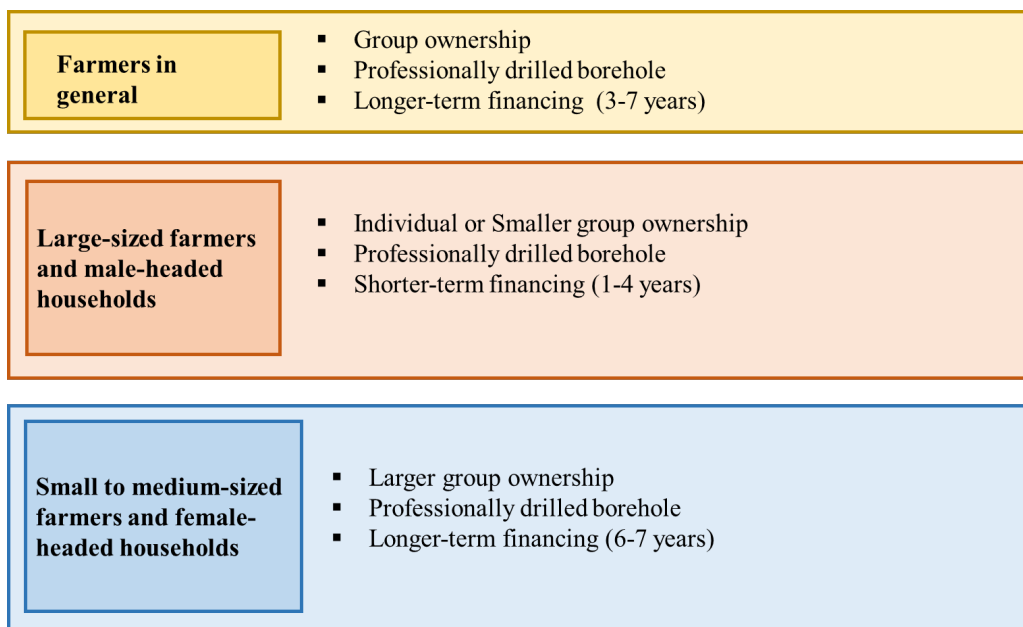 Farmers in
general
▪ Group ownership
▪ Professionally drilled borehole
▪ Longer-term financing (3-7 years)
Large-sized farmers
and male-headed
households
▪ Individual or Smaller group ownership
▪ Professionally drilled borehole
▪ Shorter-term financing (1-4 years)
Small to medium-sized
farmers and female-
headed households
▪ Larger group ownership
▪ Professionally drilled borehole
▪ Longer-term financing (6-7 years)